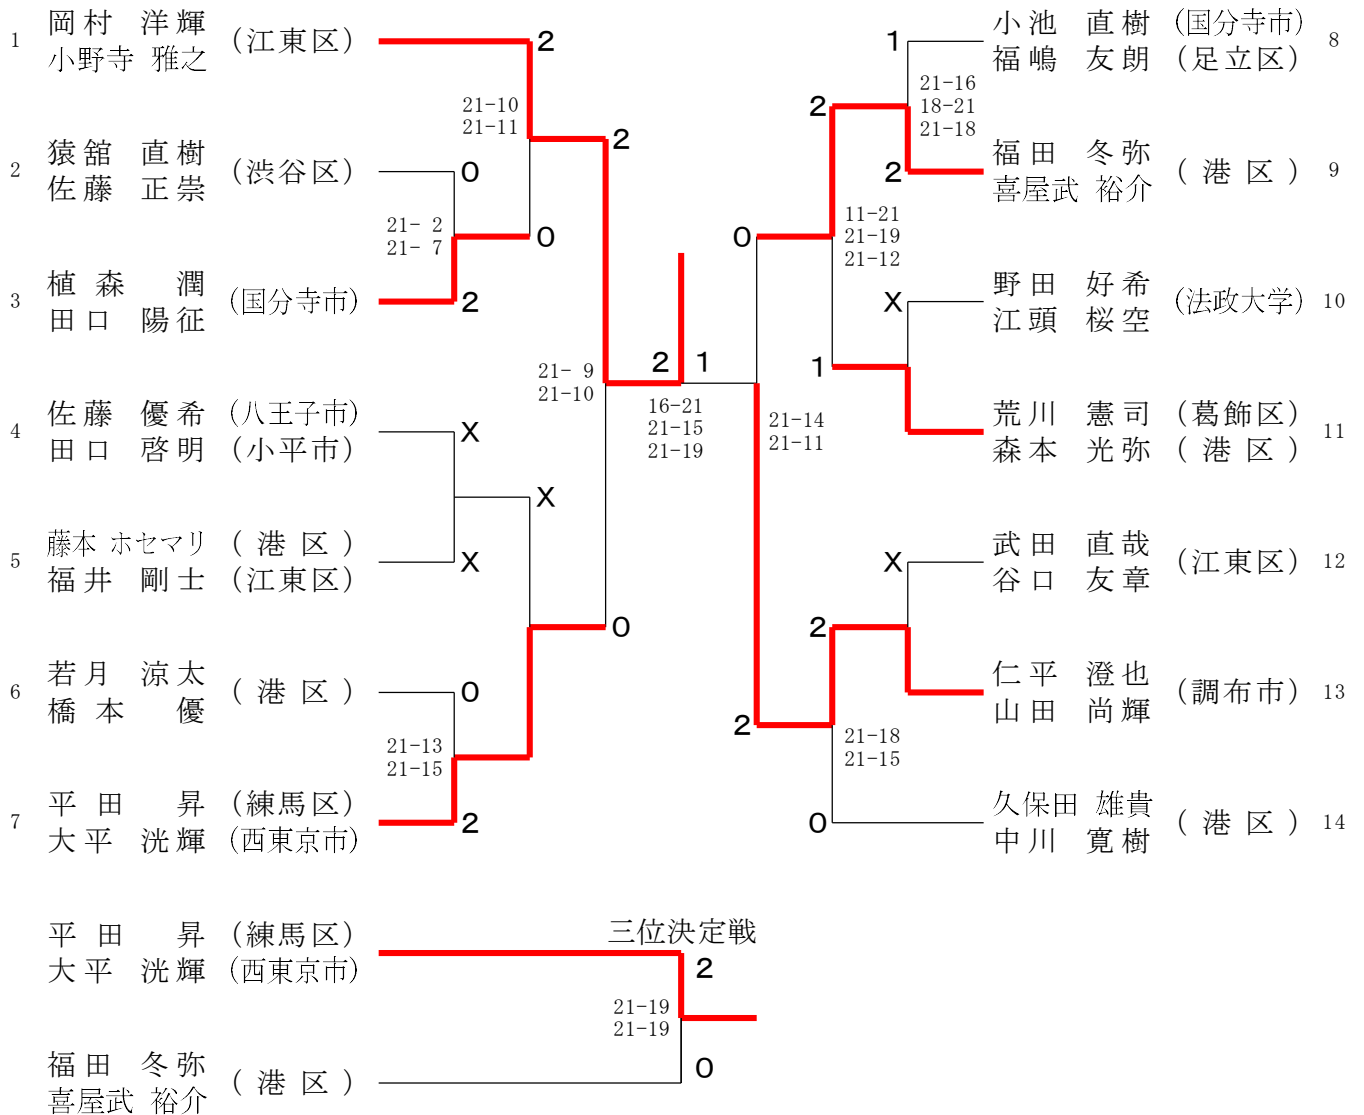 1 岡村 洋輝 (江東区)
小野寺 雅之
2
21-10
21-11
2
2 猿舘 直樹 (渋谷区)
佐藤 正崇
0
21- 2
21- 7
0
3 植森 潤 (国分寺市)
田口 陽征
2
21- 9
21-10
4 佐藤 優希 (八王子市)
田口 啓明 (小平市)
X
X
5 藤本 ホセマリ (港区)
福井 剛士 (江東区)
X
0
6 若月 涼太 (港区)
橋本 優
0
21-13
21-15
7 平田 昇 (練馬区)
大平 洸輝 (西東京市)
2
2 1
16-21
21-15
21-19
小池 直樹 (国分寺市) 8
福嶋 友朗 (足立区)
1
21-16
18-21
21-18
2
福田 冬弥 (港区) 9
喜屋武 裕介
2
11-21
21-19
21-12
0
野田 好希 (法政大学) 10
江頭 桜空
X
1
荒川 憲司 (葛飾区) 11
森本 光弥 (港区)
21-14
21-11
武田 直哉 (江東区) 12
谷口 友章
X
2
仁平 澄也 (調布市) 13
山田 尚輝
2
21-18
21-15
久保田 雄貴 (港区) 14
中川 寛樹
0
三位決定戦
平田 昇 (練馬区)
大平 洸輝 (西東京市)
2
21-19
21-19
福田 冬弥 (港区)
喜屋武 裕介
0